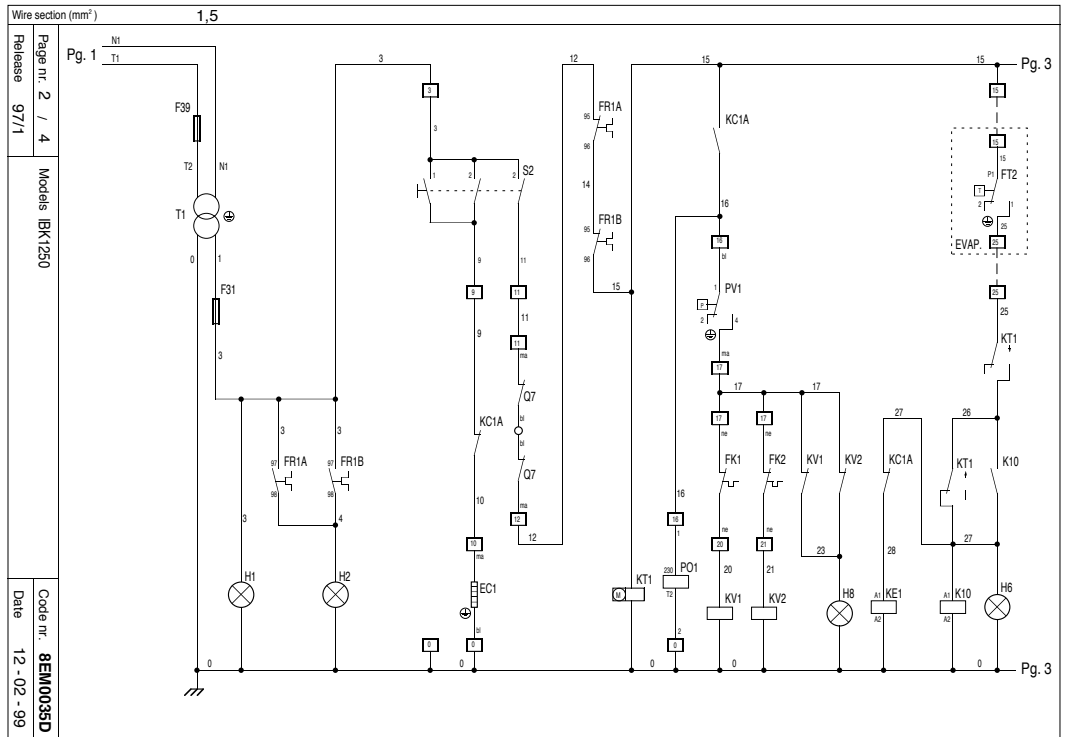 Wire section (mm²) 1,5
Page nr. 2 / 4
Release 97/1
Models IBK1250
Code nr. 8EM0035D
Date 12 - 02 - 99
Pg. 1
N1
T1
3
12
15
15
Pg. 3
F39
T2
N1
T1
0
1
F31
3
3
3
1
2
2
S2
95
FR1A
96
14
95
FR1B
96
15
KC1A
16
16
bl
15
15
15
P1
FT2
T
2
1
25
EVAP.
25
25
25
9
11
9
11
9
11
11
ma
1
PV1
P
2
4
ma
17
KT1
Q7
bl
bl
Q7
ma
12
12
KC1A
17
17
17
ne
17
ne
27
26
3
3
97
FR1A
98
97
FR1B
98
4
3
FK1
FK2
KV1
KV2
KC1A
KT1
K10
10
10
ma
16
16
1
ne
20
20
ne
21
21
23
28
27
H1
H2
EC1
bl
M
KT1
230
PO1
T2
2
KV1
KV2
H8
A1
KE1
A2
A1
K10
A2
H6
0
0
0
0
0
0
0
0
Pg. 3